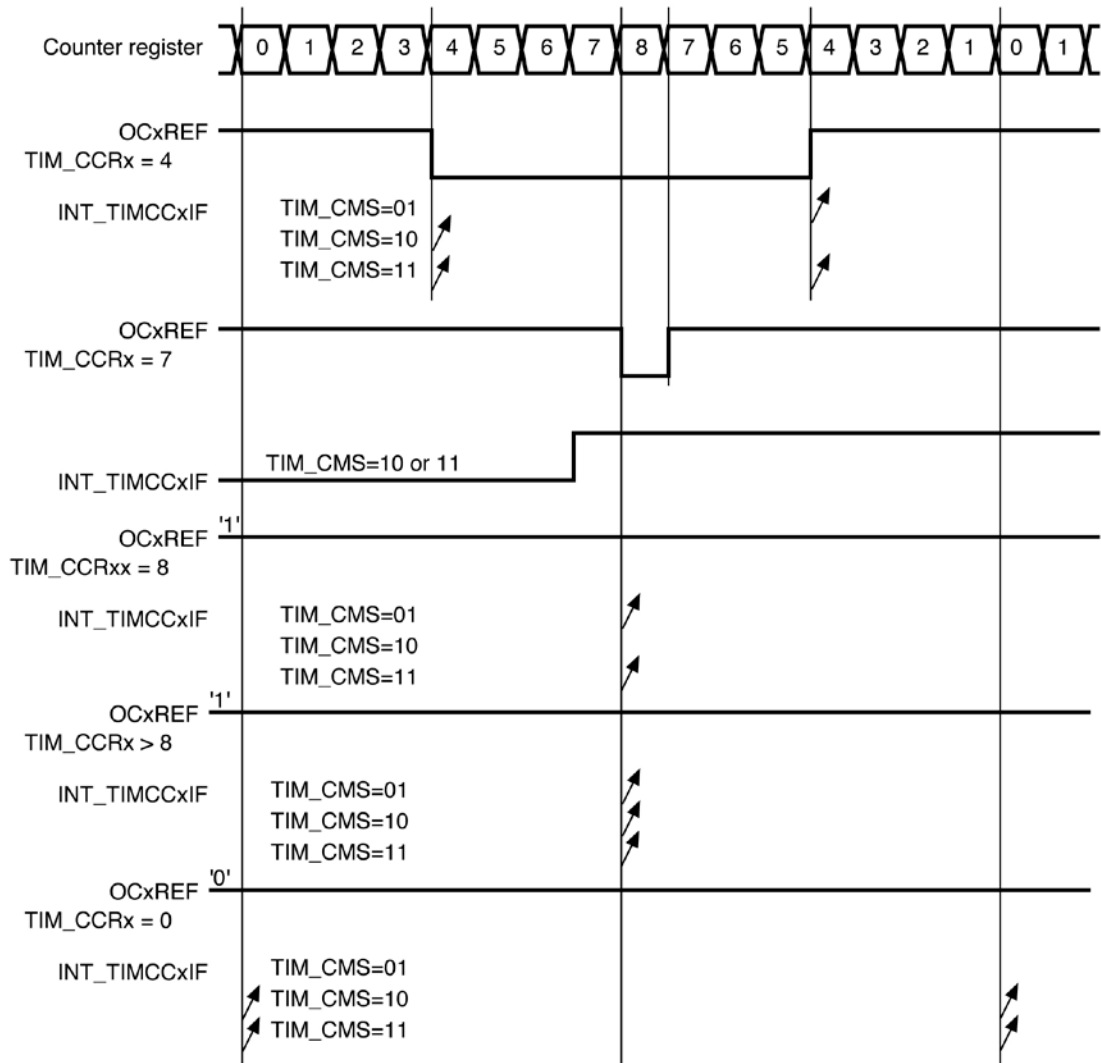 Counter register 0 1 2 3 4 5 6 7 8 7 6 5 4 3 2 1 0 1
OCxREF
TIM_CCRx = 4
INT_TIMCCxIF
TIM_CMS=01
TIM_CMS=10
TIM_CMS=11
OCxREF
TIM_CCRx = 7
TIM_CMS=10 or 11
INT_TIMCCxIF
OCxREF '1'
TIM_CCRxx = 8
INT_TIMCCxIF
TIM_CMS=01
TIM_CMS=10
TIM_CMS=11
OCxREF '1'
TIM_CCRx > 8
INT_TIMCCxIF
TIM_CMS=01
TIM_CMS=10
TIM_CMS=11
OCxREF '0'
TIM_CCRx = 0
INT_TIMCCxIF
TIM_CMS=01
TIM_CMS=10
TIM_CMS=11